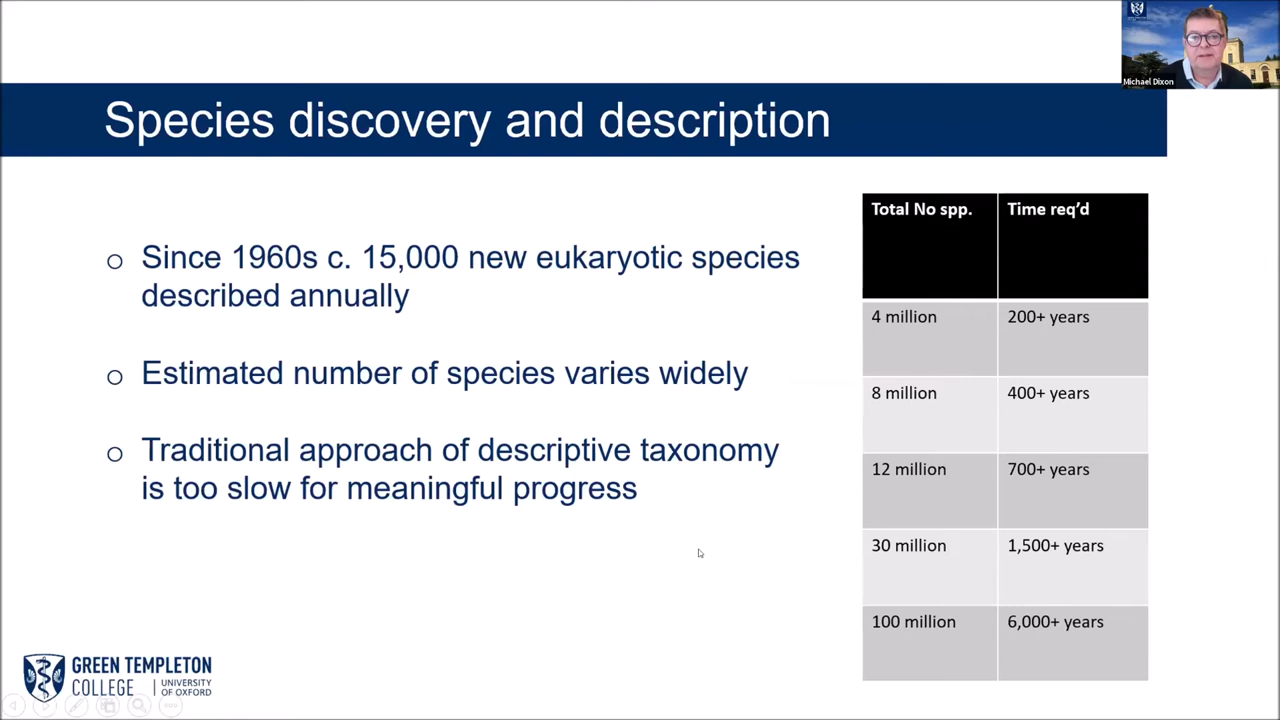 Michael Dixon
Species discovery and description
o Since 1960s c. 15,000 new eukaryotic species
described annually
o Estimated number of species varies widely
o Traditional approach of descriptive taxonomy
is too slow for meaningful progress
Total No spp. Time req’d
4 million 200+ years
8 million 400+ years
12 million 700+ years
30 million 1,500+ years
100 million 6,000+ years
GREEN TEMPLETON
COLLEGE | UNIVERSITY
OF OXFORD